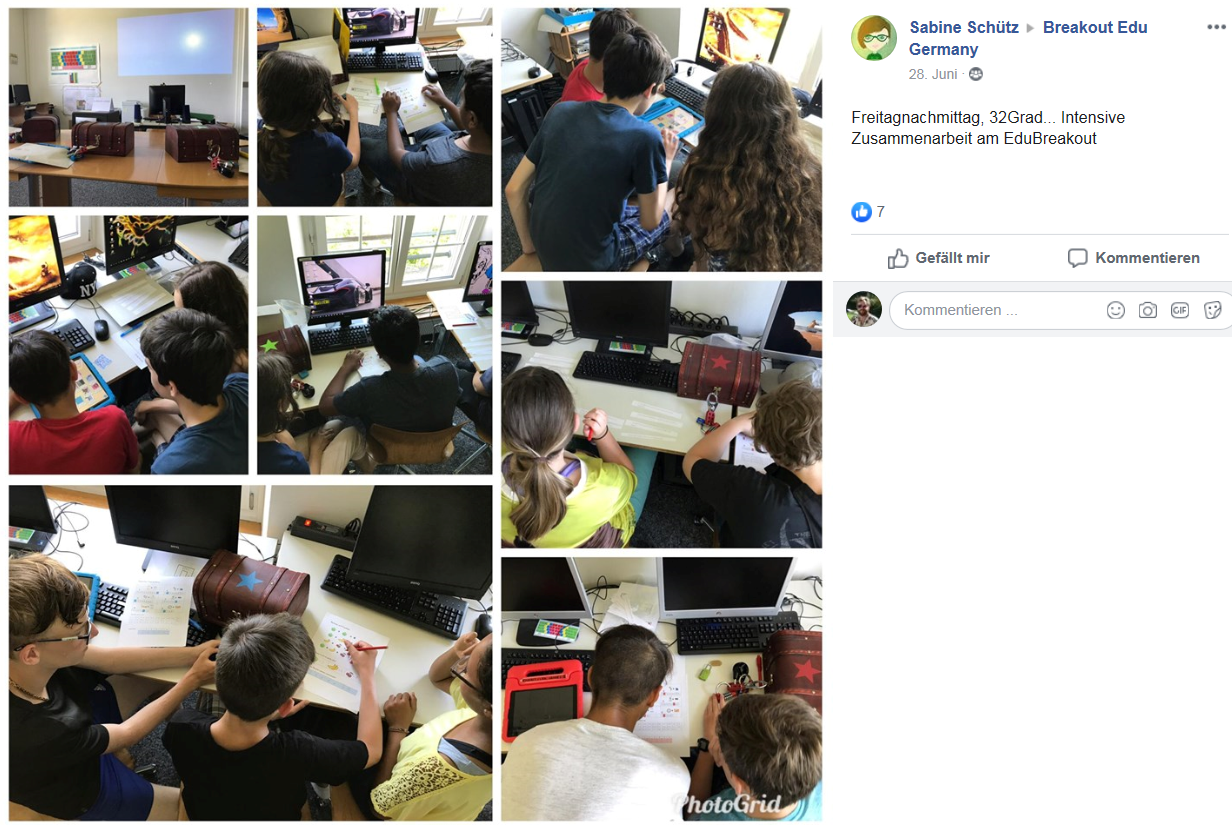 Sabine Schütz ▸ Breakout Edu
Germany
28. Juni ·
Freitagnachmittag, 32Grad... Intensive
Zusammenarbeit am EduBreakout
7
Gefällt mir
Kommentieren
Kommentieren ...
GIF
NY
PhotoGrid